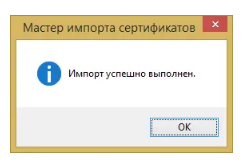 Мастер импорта сертификатов
Импорт успешно выполнен.
OK